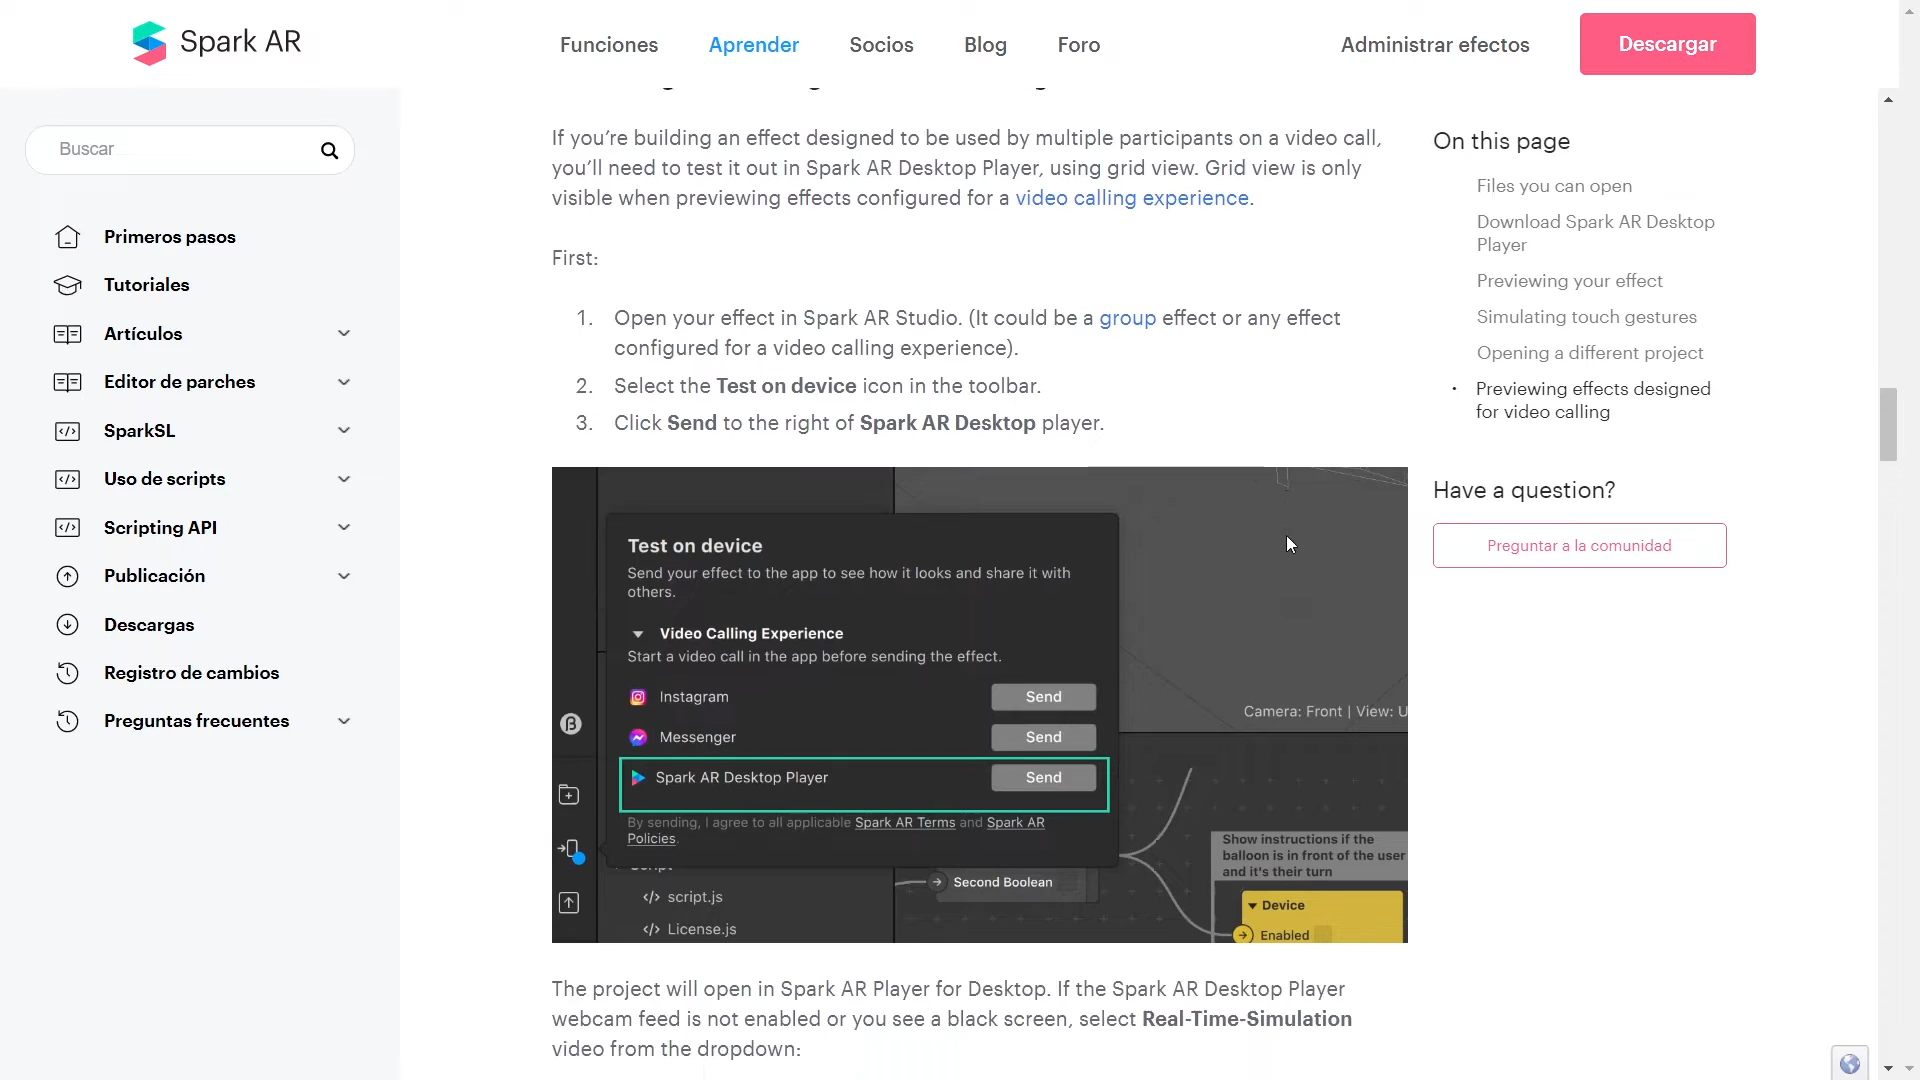 Spark AR
Funciones
Aprender
Socios
Blog
Foro
Administrar efectos
Descargar
Buscar
Primeros pasos
Tutoriales
Artículos
Editor de parches
SparkSL
Uso de scripts
Scripting API
Publicación
Descargas
Registro de cambios
Preguntas frecuentes
If you’re building an effect designed to be used by multiple participants on a video call,
you’ll need to test it out in Spark AR Desktop Player, using grid view. Grid view is only
visible when previewing effects configured for a video calling experience.
First:
1. Open your effect in Spark AR Studio. (It could be a group effect or any effect
configured for a video calling experience).
2. Select the Test on device icon in the toolbar.
3. Click Send to the right of Spark AR Desktop player.
Test on device
Send your effect to the app to see how it looks and share it with
others.
Video Calling Experience
Start a video call in the app before sending the effect.
Instagram Send
Messenger Send
Spark AR Desktop Player Send
By sending, I agree to all applicable Spark AR Terms and Spark AR
Policies.
Camera: Front | View: U
script.js
License.js
Second Boolean
Show instructions if the
balloon is in front of the user
and it's their turn
Device
Enabled
The project will open in Spark AR Player for Desktop. If the Spark AR Desktop Player
webcam feed is not enabled or you see a black screen, select Real-Time-Simulation
video from the dropdown:
On this page
Files you can open
Download Spark AR Desktop
Player
Previewing your effect
Simulating touch gestures
Opening a different project
Previewing effects designed
for video calling
Have a question?
Preguntar a la comunidad